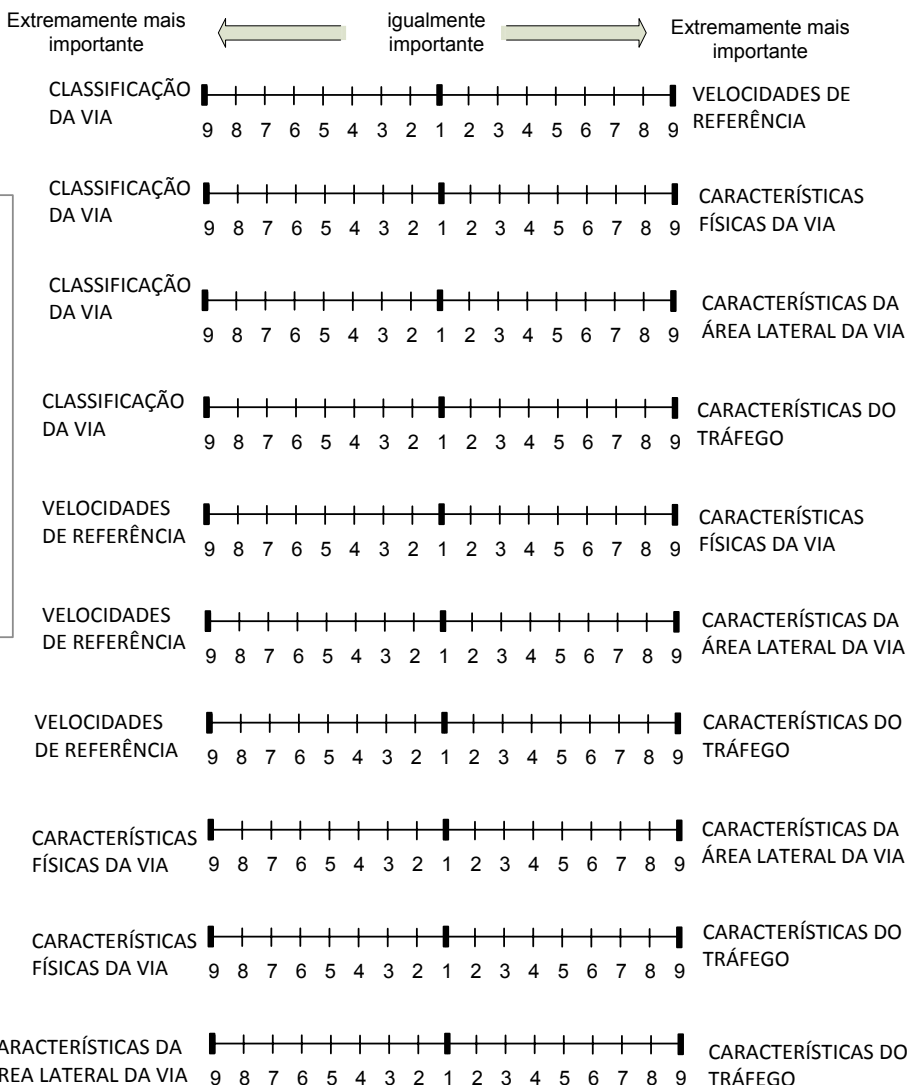 Extremamente mais
importante
igualmente
importante
Extremamente mais
importante
CLASSIFICAÇÃO
DA VIA
9 8 7 6 5 4 3 2 1 2 3 4 5 6 7 8 9
VELOCIDADES DE
REFERÊNCIA
CLASSIFICAÇÃO
DA VIA
9 8 7 6 5 4 3 2 1 2 3 4 5 6 7 8 9
CARACTERÍSTICAS
FÍSICAS DA VIA
CLASSIFICAÇÃO
DA VIA
9 8 7 6 5 4 3 2 1 2 3 4 5 6 7 8 9
CARACTERÍSTICAS DA
ÁREA LATERAL DA VIA
CLASSIFICAÇÃO
DA VIA
9 8 7 6 5 4 3 2 1 2 3 4 5 6 7 8 9
CARACTERÍSTICAS DO
TRÁFEGO
VELOCIDADES
DE REFERÊNCIA
9 8 7 6 5 4 3 2 1 2 3 4 5 6 7 8 9
CARACTERÍSTICAS
FÍSICAS DA VIA
VELOCIDADES
DE REFERÊNCIA
9 8 7 6 5 4 3 2 1 2 3 4 5 6 7 8 9
CARACTERÍSTICAS DA
ÁREA LATERAL DA VIA
VELOCIDADES
DE REFERÊNCIA
9 8 7 6 5 4 3 2 1 2 3 4 5 6 7 8 9
CARACTERÍSTICAS DO
TRÁFEGO
CARACTERÍSTICAS
FÍSICAS DA VIA
9 8 7 6 5 4 3 2 1 2 3 4 5 6 7 8 9
CARACTERÍSTICAS DA
ÁREA LATERAL DA VIA
CARACTERÍSTICAS
FÍSICAS DA VIA
9 8 7 6 5 4 3 2 1 2 3 4 5 6 7 8 9
CARACTERÍSTICAS DO
TRÁFEGO
ARACTERÍSTICAS DA
REA LATERAL DA VIA
9 8 7 6 5 4 3 2 1 2 3 4 5 6 7 8 9
CARACTERÍSTICAS DO
TRÁFEGO